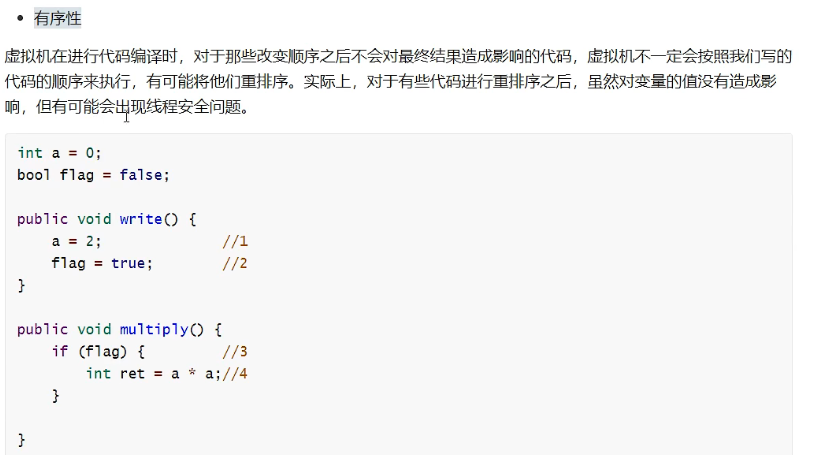 • 有序性
虚拟机在进行代码编译时，对于那些改变顺序之后不会对最终结果造成影响的代码，虚拟机不一定会按照我们写的
代码的顺序来执行，有可能将他们重排序。实际上，对于有些代码进行重排序之后，虽然对变量的值没有造成影
响，但有可能会出现线程安全问题。
int a = 0;
bool flag = false;
public void write() {
    a = 2;              //1
    flag = true;        //2
}
public void multiply() {
    if (flag) {         //3
        int ret = a * a;//4
    }
}